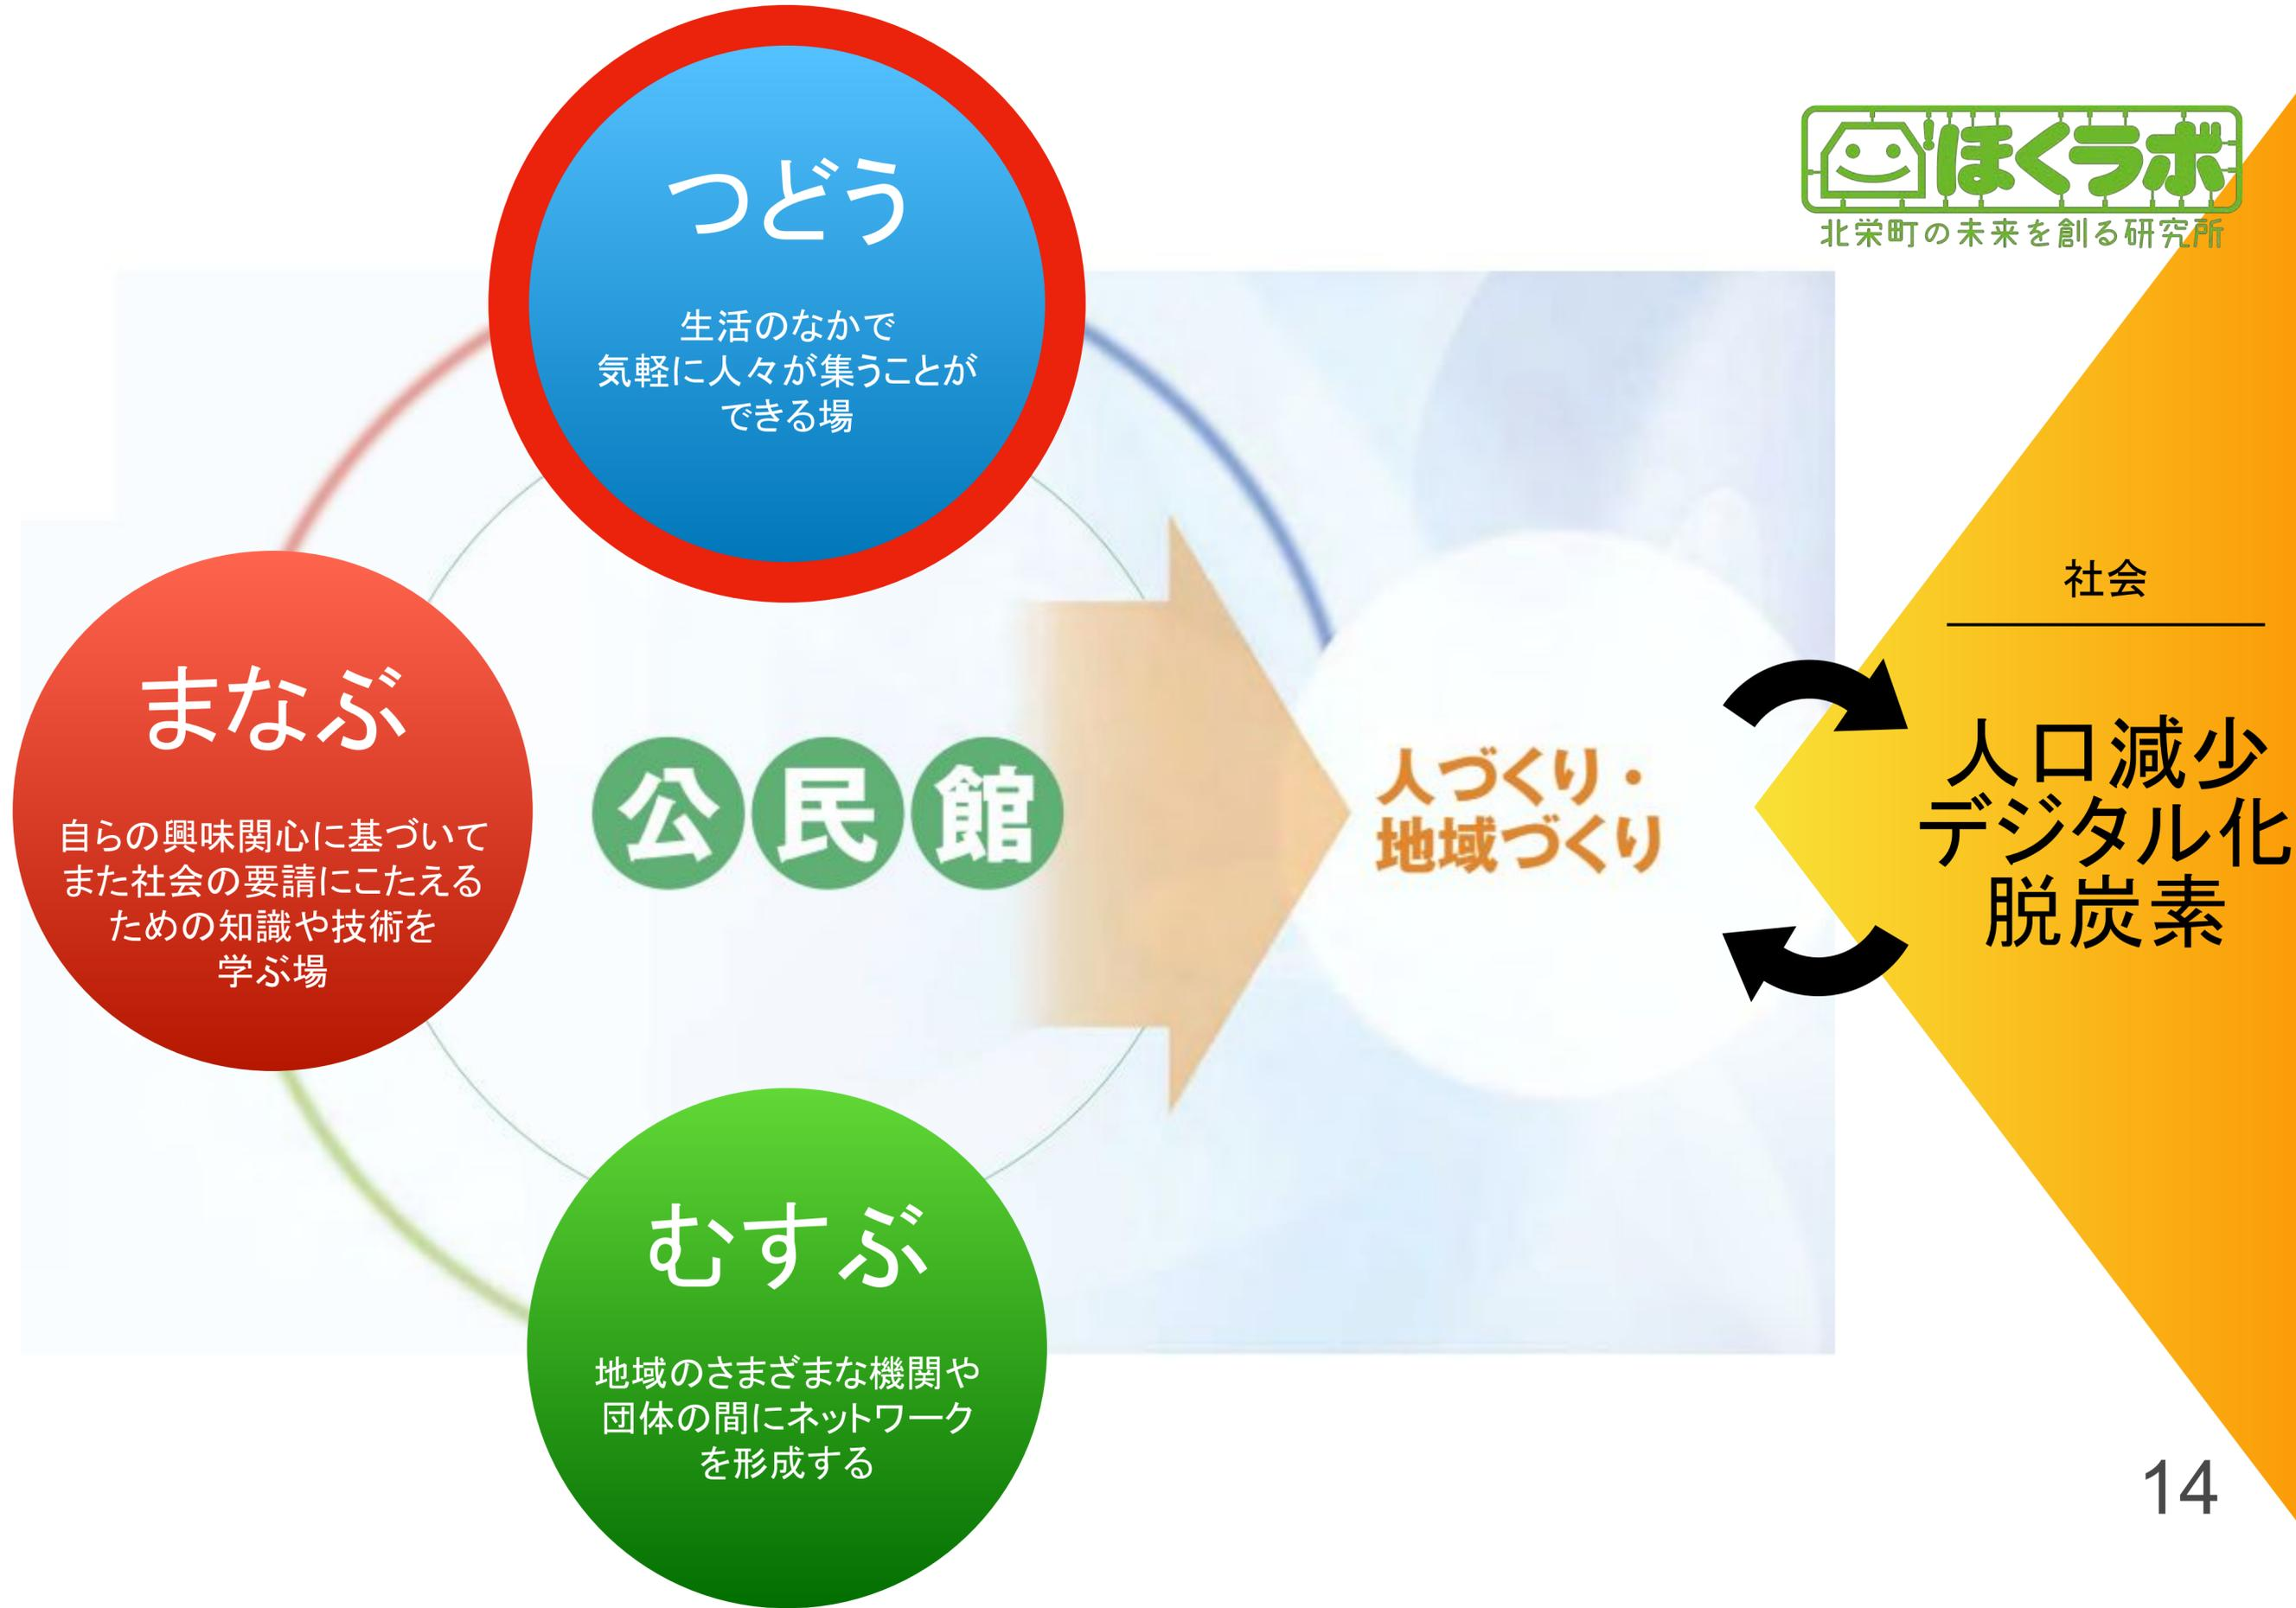 つどう
生活のなかで
気軽に人々が集うことが
できる場
ほくラボ
北栄町の未来を創る研究所
まなぶ
自らの興味関心に基づいて
また社会の要請にこたえる
ための知識や技術を
学ぶ場
公民館
人づくり・
地域づくり
社会
人口減少
デジタル化
脱炭素
むすぶ
地域のさまざまな機関や
団体の間にネットワーク
を形成する
14